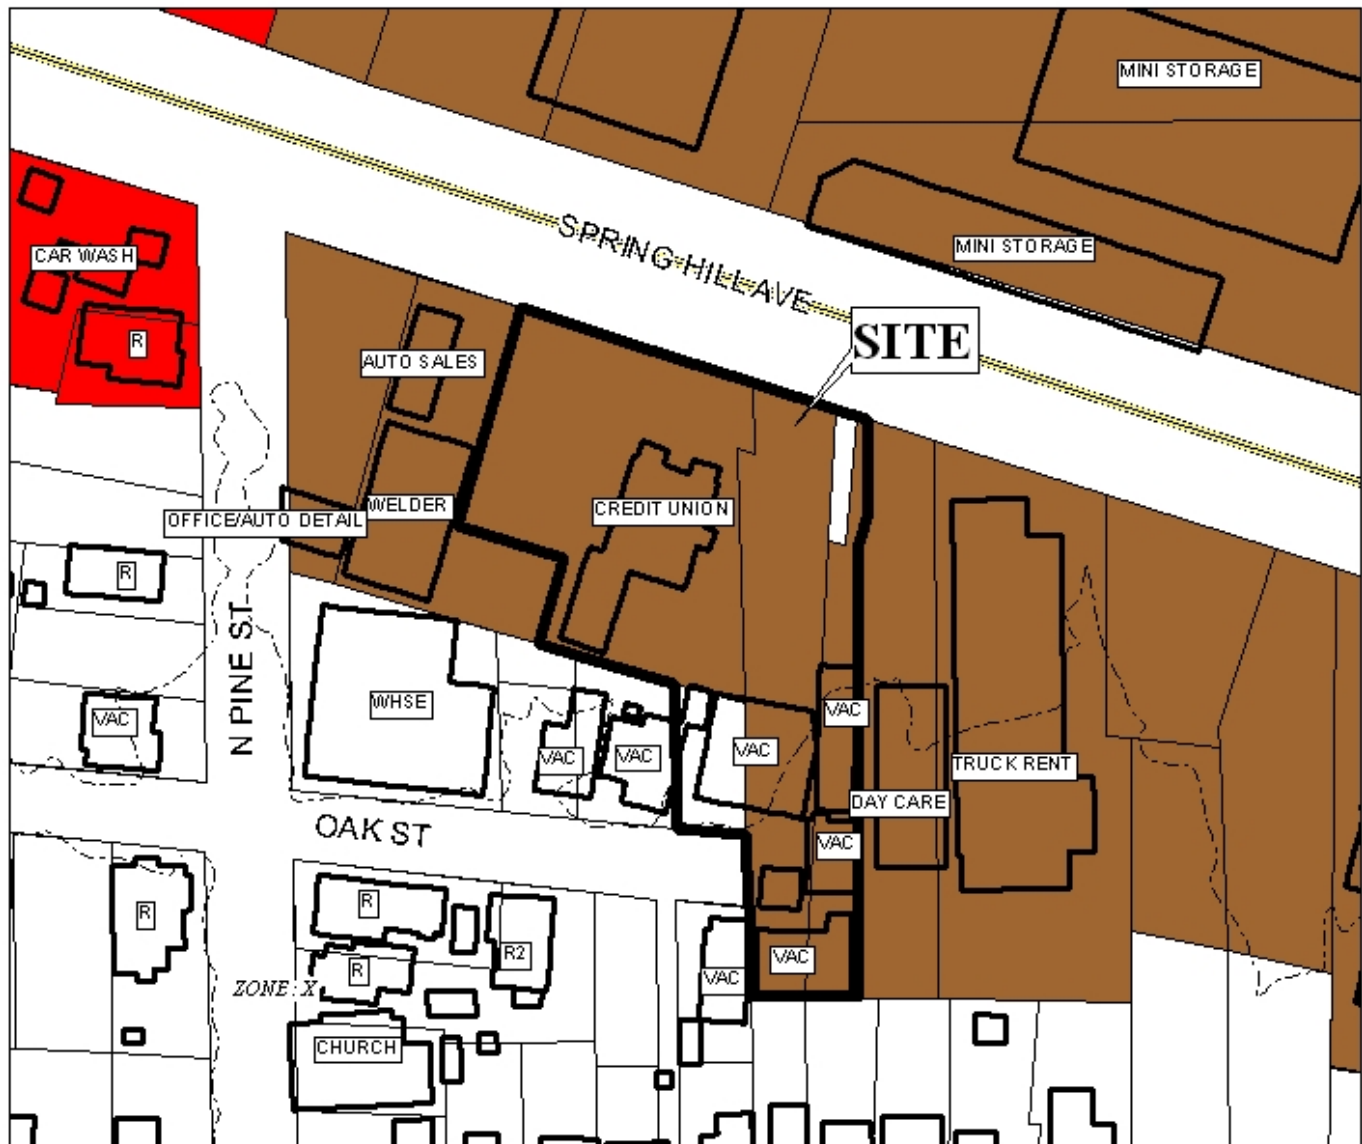 MINI STORAGE
SPRING HILL AVE
MINI STORAGE
CAR WASH
SITE
R
AUTO SALES
WELDER
CREDIT UNION
OFFICE/AUTO DETAIL
R
N PINE ST
WHSE
VAC
VAC
VAC
VAC
VAC
TRUCK RENT
DAY CARE
OAK ST
VAC
R
R
R2
VAC
VAC
R
ZONE: X
CHURCH